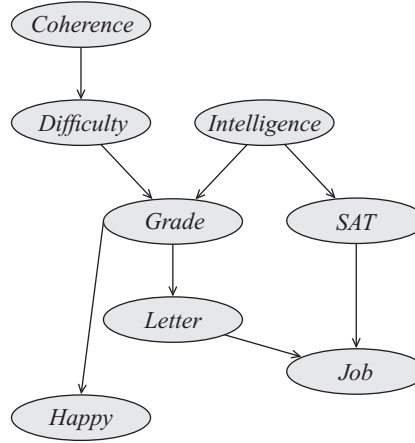 Coherence
Difficulty
Intelligence
Grade
SAT
Letter
Job
Happy